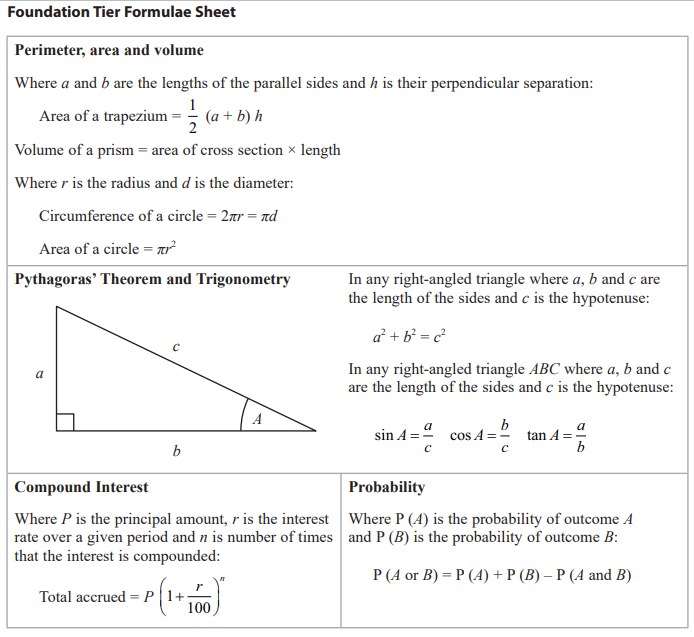 Foundation Tier Formulae Sheet
Perimeter, area and volume
Where a and b are the lengths of the parallel sides and h is their perpendicular separation:
Area of a trapezium = 1/2 (a + b) h
Volume of a prism = area of cross section × length
Where r is the radius and d is the diameter:
Circumference of a circle = 2πr = πd
Area of a circle = πr²
Pythagoras’ Theorem and Trigonometry
a
c
b
A
In any right-angled triangle where a, b and c are
the length of the sides and c is the hypotenuse:
a² + b² = c²
In any right-angled triangle ABC where a, b and c
are the length of the sides and c is the hypotenuse:
sin A = a/c cos A = b/c tan A = a/b
Compound Interest
Where P is the principal amount, r is the interest
rate over a given period and n is number of times
that the interest is compounded:
Total accrued = P (1 + r/100)ⁿ
Probability
Where P (A) is the probability of outcome A
and P (B) is the probability of outcome B:
P (A or B) = P (A) + P (B) – P (A and B)